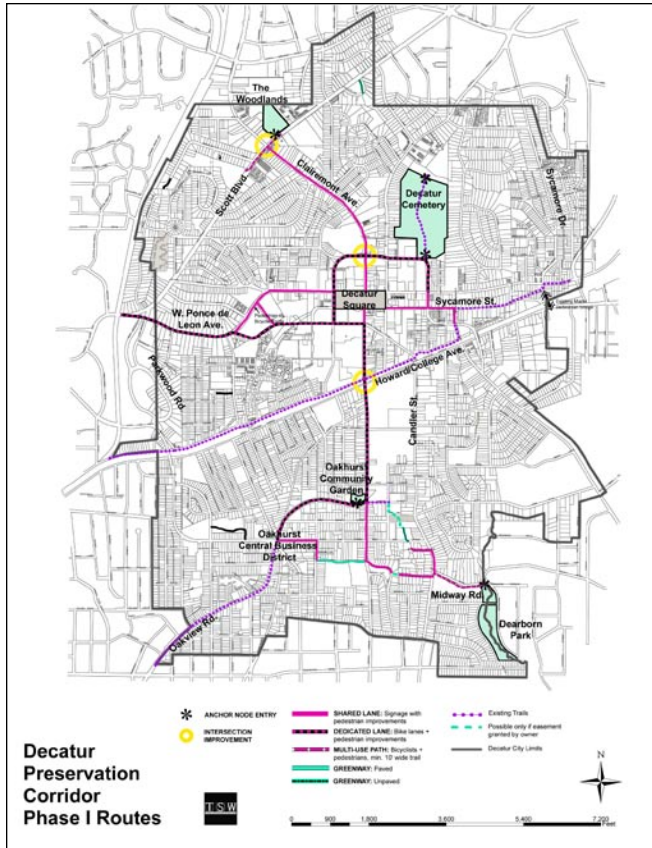 The
Woodlands
Clairemont Ave.
Scott Blvd.
Decatur
Cemetery
Sycamore Dr.
Decatur
Square
Sycamore St.
W. Ponce de
Leon Ave.
Parkwood Rd.
Howard/College Ave.
Candler St.
Oakhurst
Community
Garden
Oakhurst
Central Business
District
Midway Rd.
Oakview Rd.
Dearborn
Park
Decatur
Preservation
Corridor
Phase I Routes
TSW
ANCHOR NODE ENTRY
INTERSECTION
IMPROVEMENT
SHARED LANE: Signage with
pedestrian improvements
DEDICATED LANE: Bike lanes +
pedestrian improvements
MULTI-USE PATH: Bicyclists +
pedestrians, min. 10' wide trail
GREENWAY: Paved
GREENWAY: Unpaved
Existing Trails
Possible only if easement
granted by owner
Decatur City Limits
N
0 900 1,800 3,600 5,400 7,200
Feet